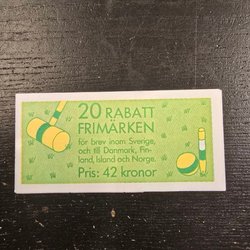 20 RABATT
FRIMÄRKEN
för brev inom Sverige,
och till Danmark, Fin-
land, Island och Norge.
Pris: 42 kronor